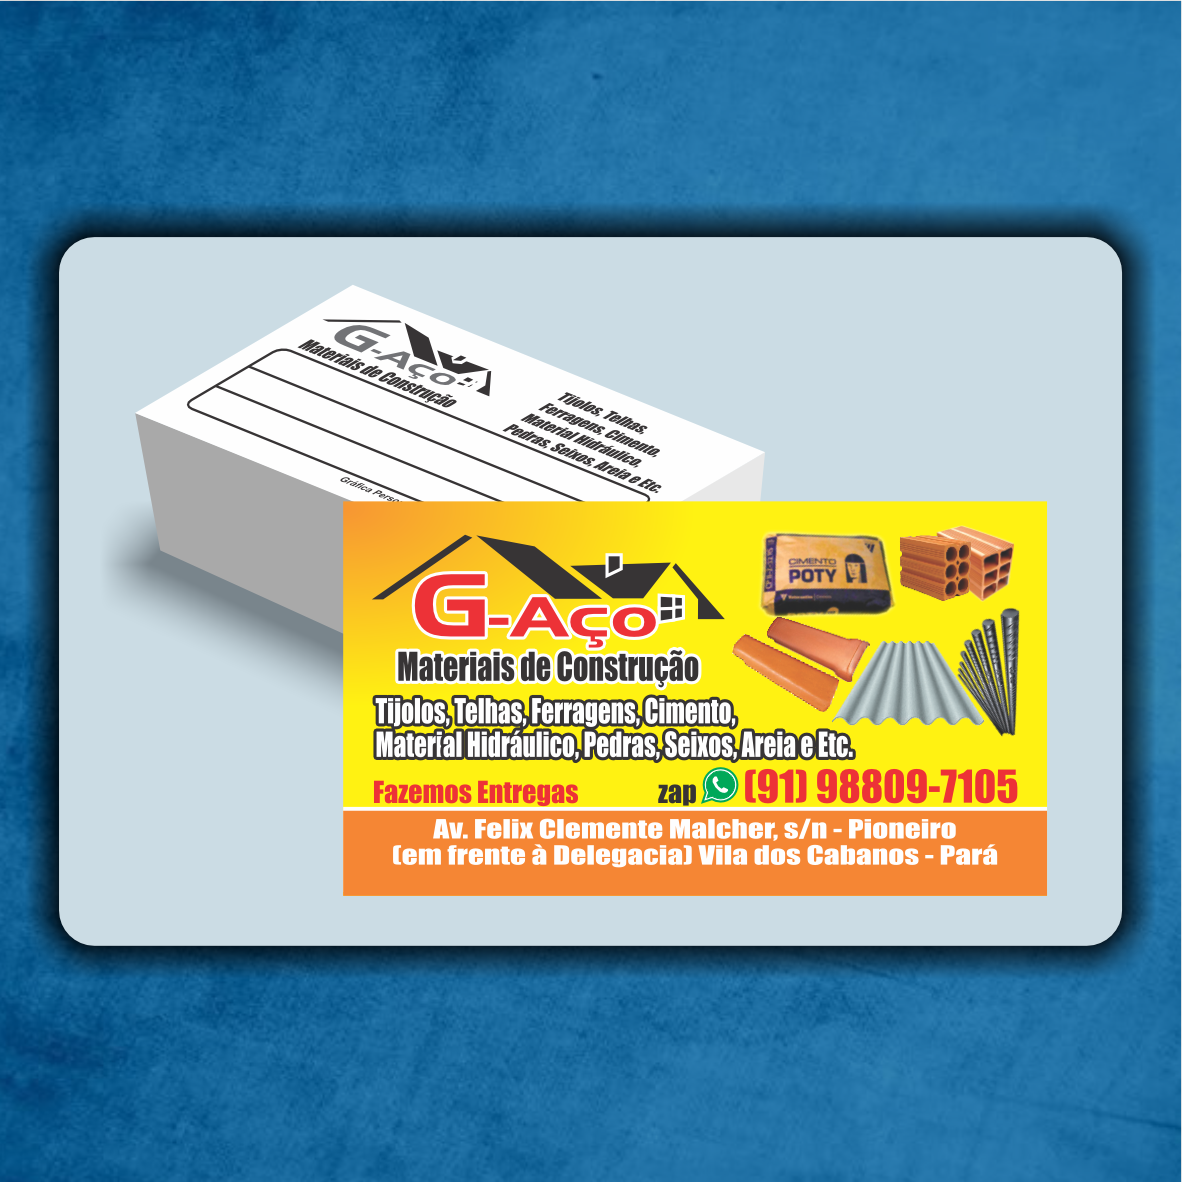 G-Aço
Materiais de Construção
Tijolos, Telhas,
Ferragens, Cimento,
Material Hidráulico,
Pedras, Seixos, Areia e Etc.
Gráfica
G-Aço
Materiais de Construção
CIMENTO
POTY
Tijolos, Telhas, Ferragens, Cimento,
Material Hidráulico, Pedras, Seixos, Areia e Etc.
Fazemos Entregas zap (91) 98809-7105
Av. Felix Clemente Malcher, s/n - Pioneiro
(em frente à Delegacia) Vila dos Cabanos - Pará